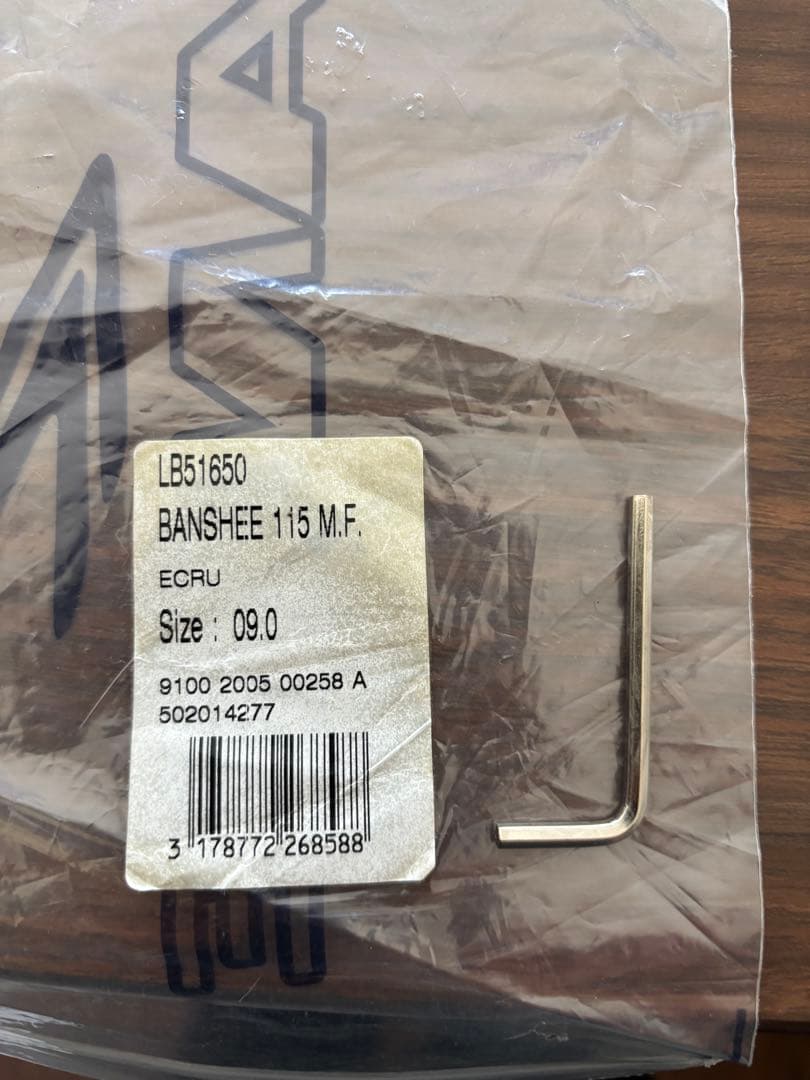 LB51650
BANSHEE 115 M.F.
ECRU
Size : 09.0
9100 2005 00258 A
502014277
3 178772 268588